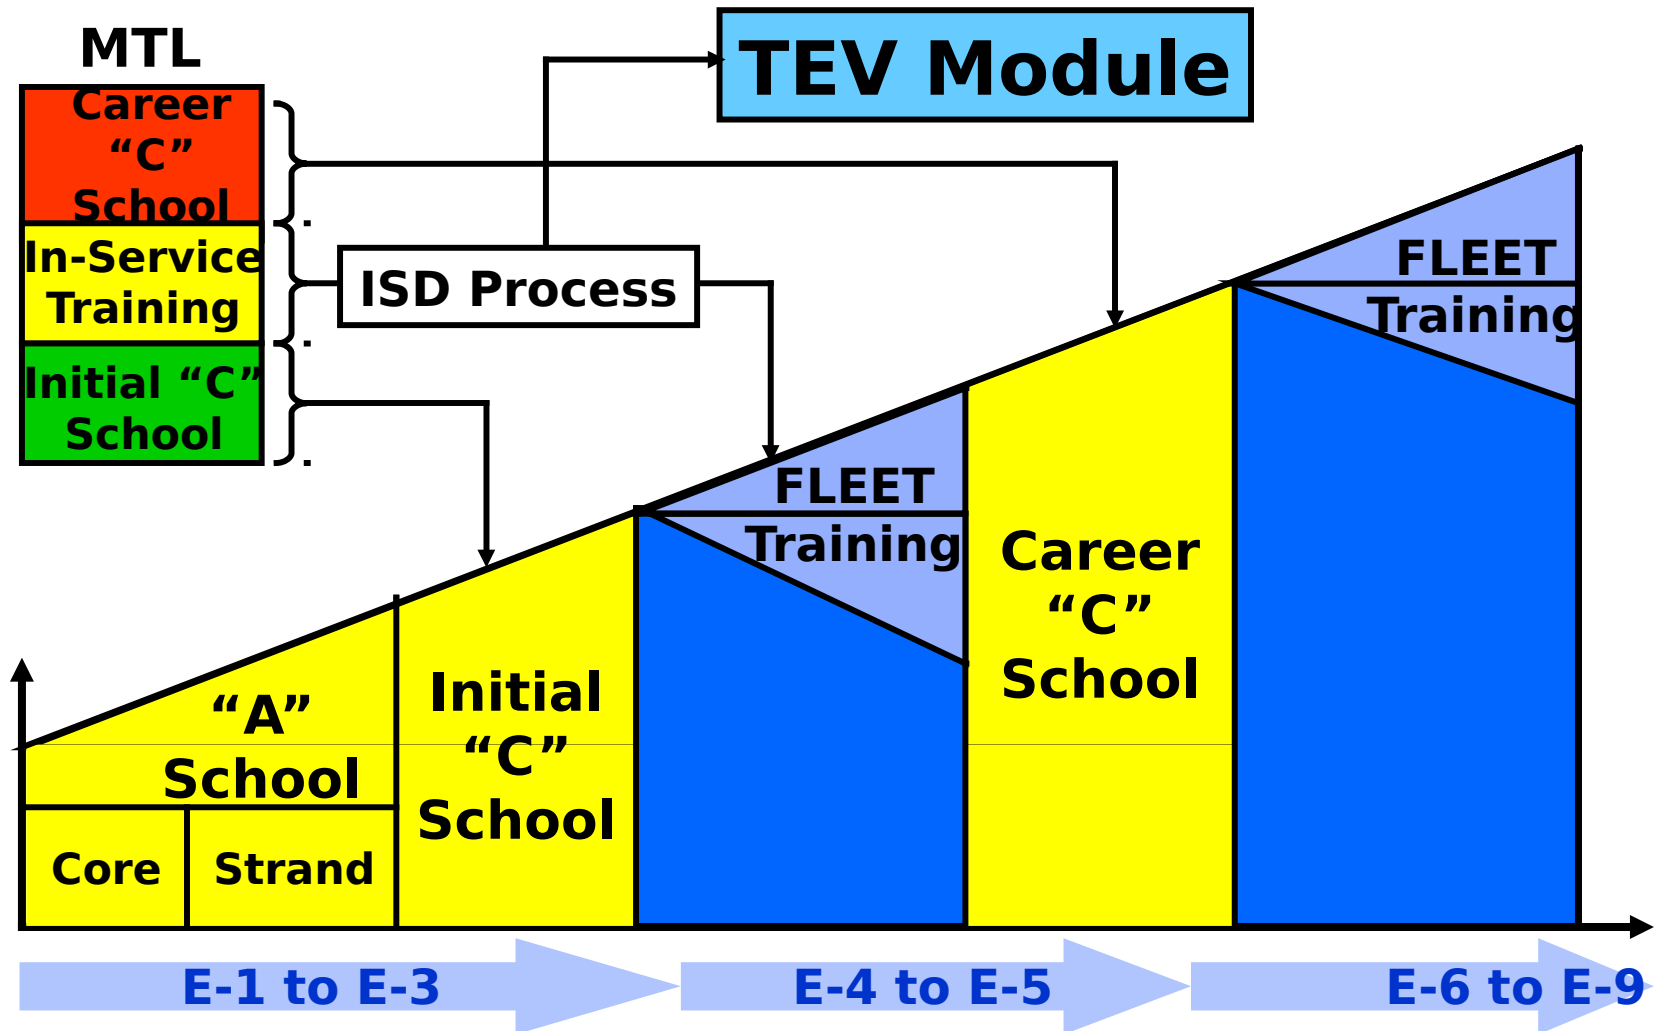 MTL
TEV Module
Career
“C”
School
In-Service
Training
Initial “C”
School
ISD Process
FLEET
Training
FLEET
Training
Career
“C”
School
Initial
“C”
School
“A”
School
Core
Strand
E-1 to E-3
E-4 to E-5
E-6 to E-9